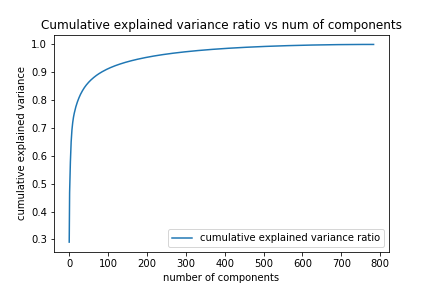 Cumulative explained variance ratio vs num of components
cumulative explained variance
1.0
0.9
0.8
0.7
0.6
0.5
0.4
0.3
cumulative explained variance ratio
0 100 200 300 400 500 600 700 800
number of components